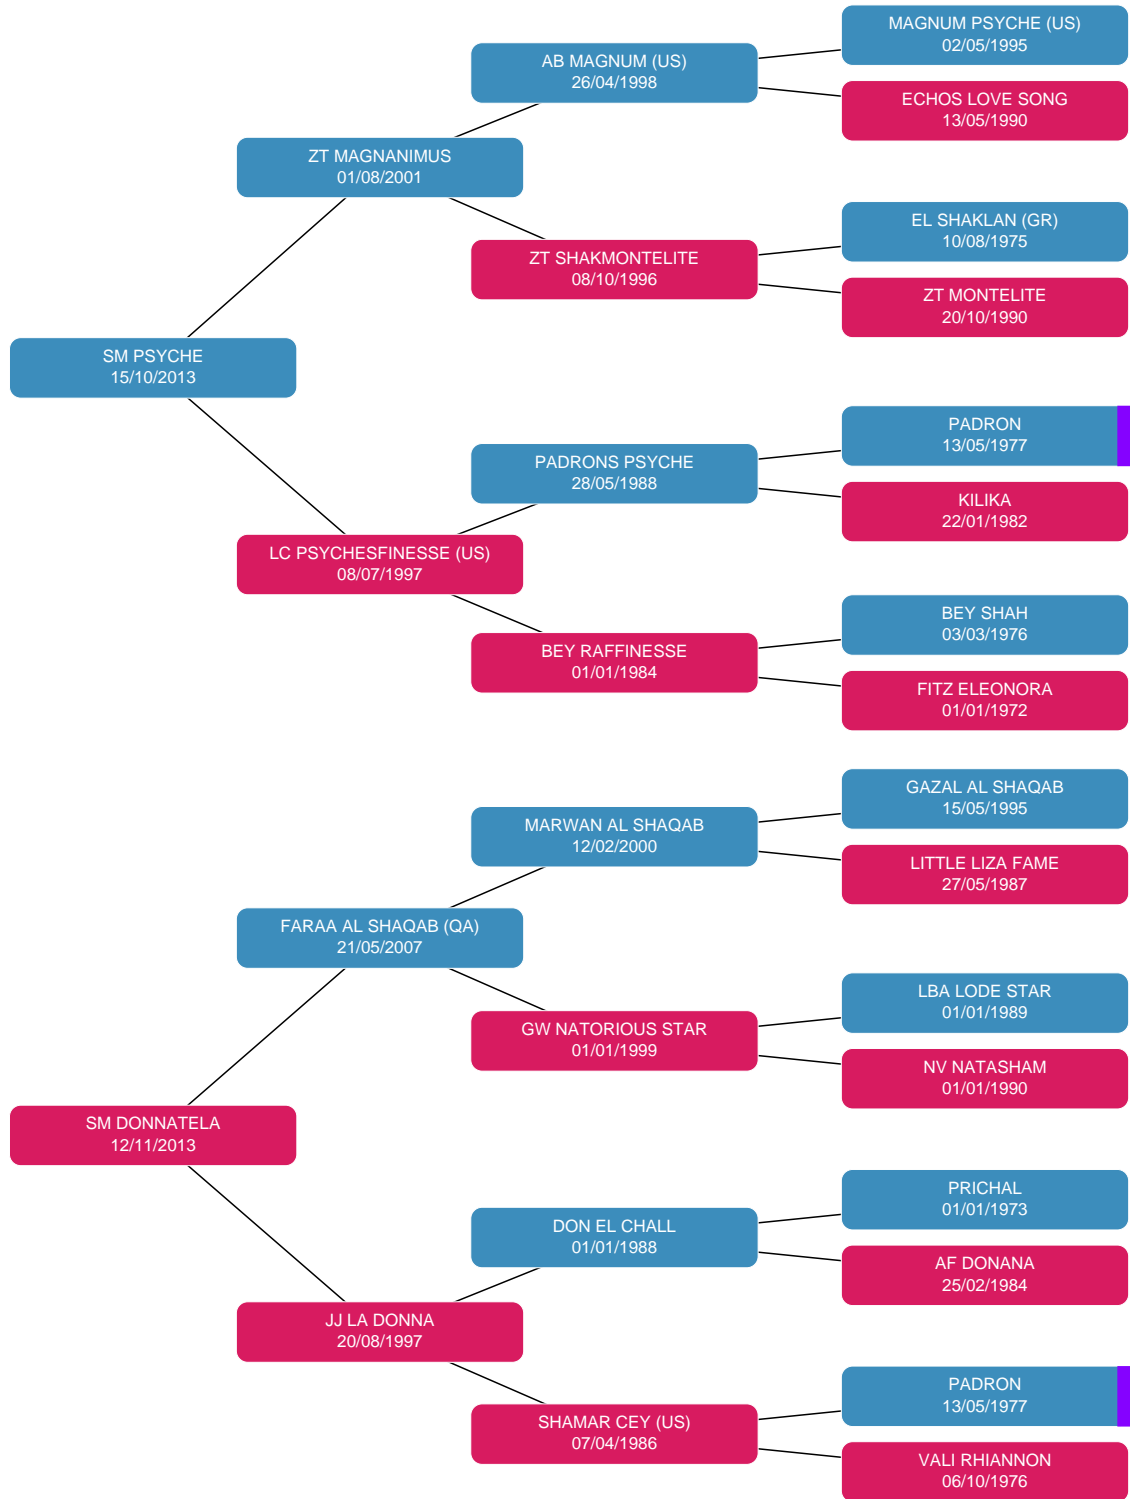 MAGNUM PSYCHE (US)
02/05/1995
AB MAGNUM (US)
26/04/1998
ECHOS LOVE SONG
13/05/1990
ZT MAGNANIMUS
01/08/2001
EL SHAKLAN (GR)
10/08/1975
ZT SHAKMONTELITE
08/10/1996
ZT MONTELITE
20/10/1990
SM PSYCHE
15/10/2013
PADRON
13/05/1977
PADRONS PSYCHE
28/05/1988
KILIKA
22/01/1982
LC PSYCHESFINESSE (US)
08/07/1997
BEY SHAH
03/03/1976
BEY RAFFINESSE
01/01/1984
FITZ ELEONORA
01/01/1972
GAZAL AL SHAQAB
15/05/1995
MARWAN AL SHAQAB
12/02/2000
LITTLE LIZA FAME
27/05/1987
FARAA AL SHAQAB (QA)
21/05/2007
LBA LODE STAR
01/01/1989
GW NATORIOUS STAR
01/01/1999
NV NATASHAM
01/01/1990
SM DONNATELA
12/11/2013
PRICHAL
01/01/1973
DON EL CHALL
01/01/1988
AF DONANA
25/02/1984
JJ LA DONNA
20/08/1997
PADRON
13/05/1977
SHAMAR CEY (US)
07/04/1986
VALI RHIANNON
06/10/1976